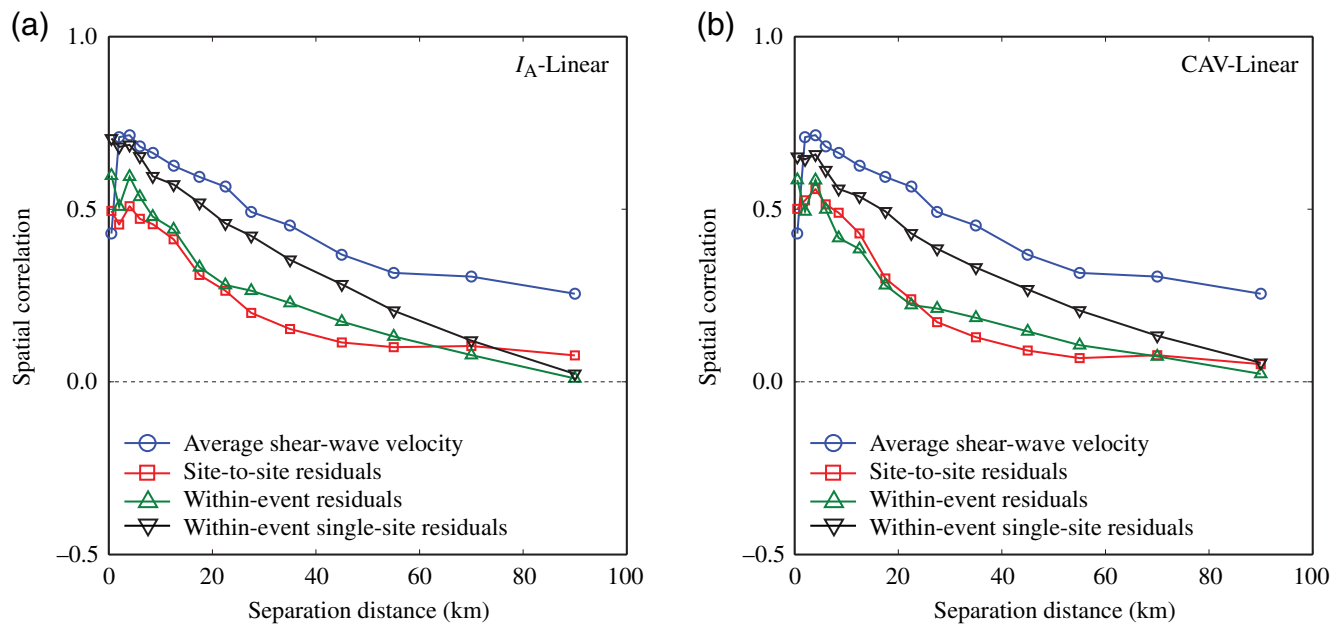 (a)
I_A-Linear
1.0
0.5
0.0
–0.5
Spatial correlation
Average shear-wave velocity
Site-to-site residuals
Within-event residuals
Within-event single-site residuals
0 20 40 60 80 100
Separation distance (km)
(b)
CAV-Linear
1.0
0.5
0.0
–0.5
Spatial correlation
Average shear-wave velocity
Site-to-site residuals
Within-event residuals
Within-event single-site residuals
0 20 40 60 80 100
Separation distance (km)